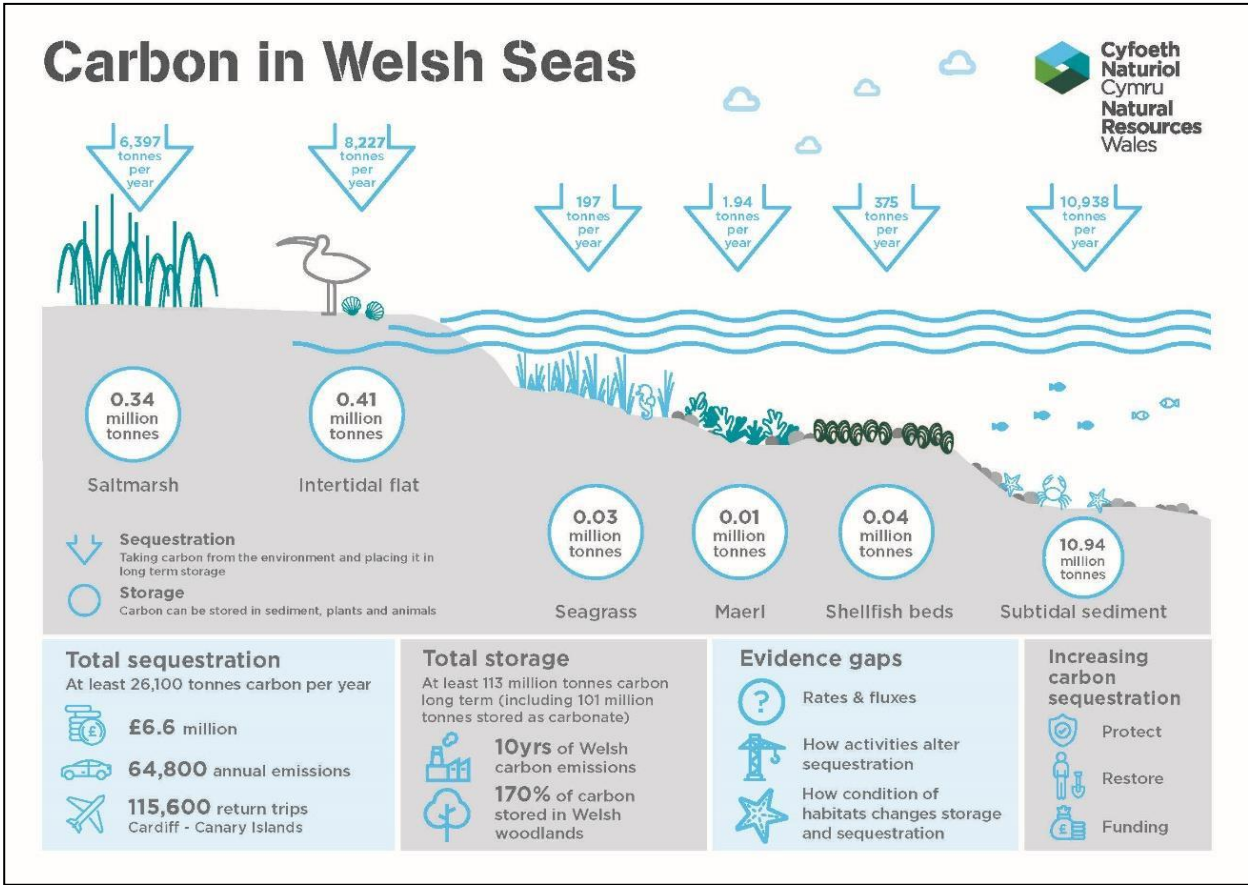 Carbon in Welsh Seas
Cyfoeth
Naturiol
Cymru
Natural
Resources
Wales
6,397
tonnes
per
year
8,227
tonnes
per
year
197
tonnes
per
year
1.94
tonnes
per
year
375
tonnes
per
year
10,938
tonnes
per
year
0.34
million
tonnes
Saltmarsh
0.41
million
tonnes
Intertidal flat
0.03
million
tonnes
Seagrass
0.01
million
tonnes
Maerl
0.04
million
tonnes
Shellfish beds
10.94
million
tonnes
Subtidal sediment
Sequestration
Taking carbon from the environment and placing it in
long term storage
Storage
Carbon can be stored in sediment, plants and animals
Total sequestration
At least 26,100 tonnes carbon per year
£
£6.6 million
64,800 annual emissions
115,600 return trips
Cardiff - Canary Islands
Total storage
At least 113 million tonnes carbon
long term (including 101 million
tonnes stored as carbonate)
10yrs of Welsh
carbon emissions
170% of carbon
stored in Welsh
woodlands
Evidence gaps
?
Rates & fluxes
How activities alter
sequestration
How condition of
habitats changes storage
and sequestration
Increasing
carbon
sequestration
Protect
Restore
£
Funding